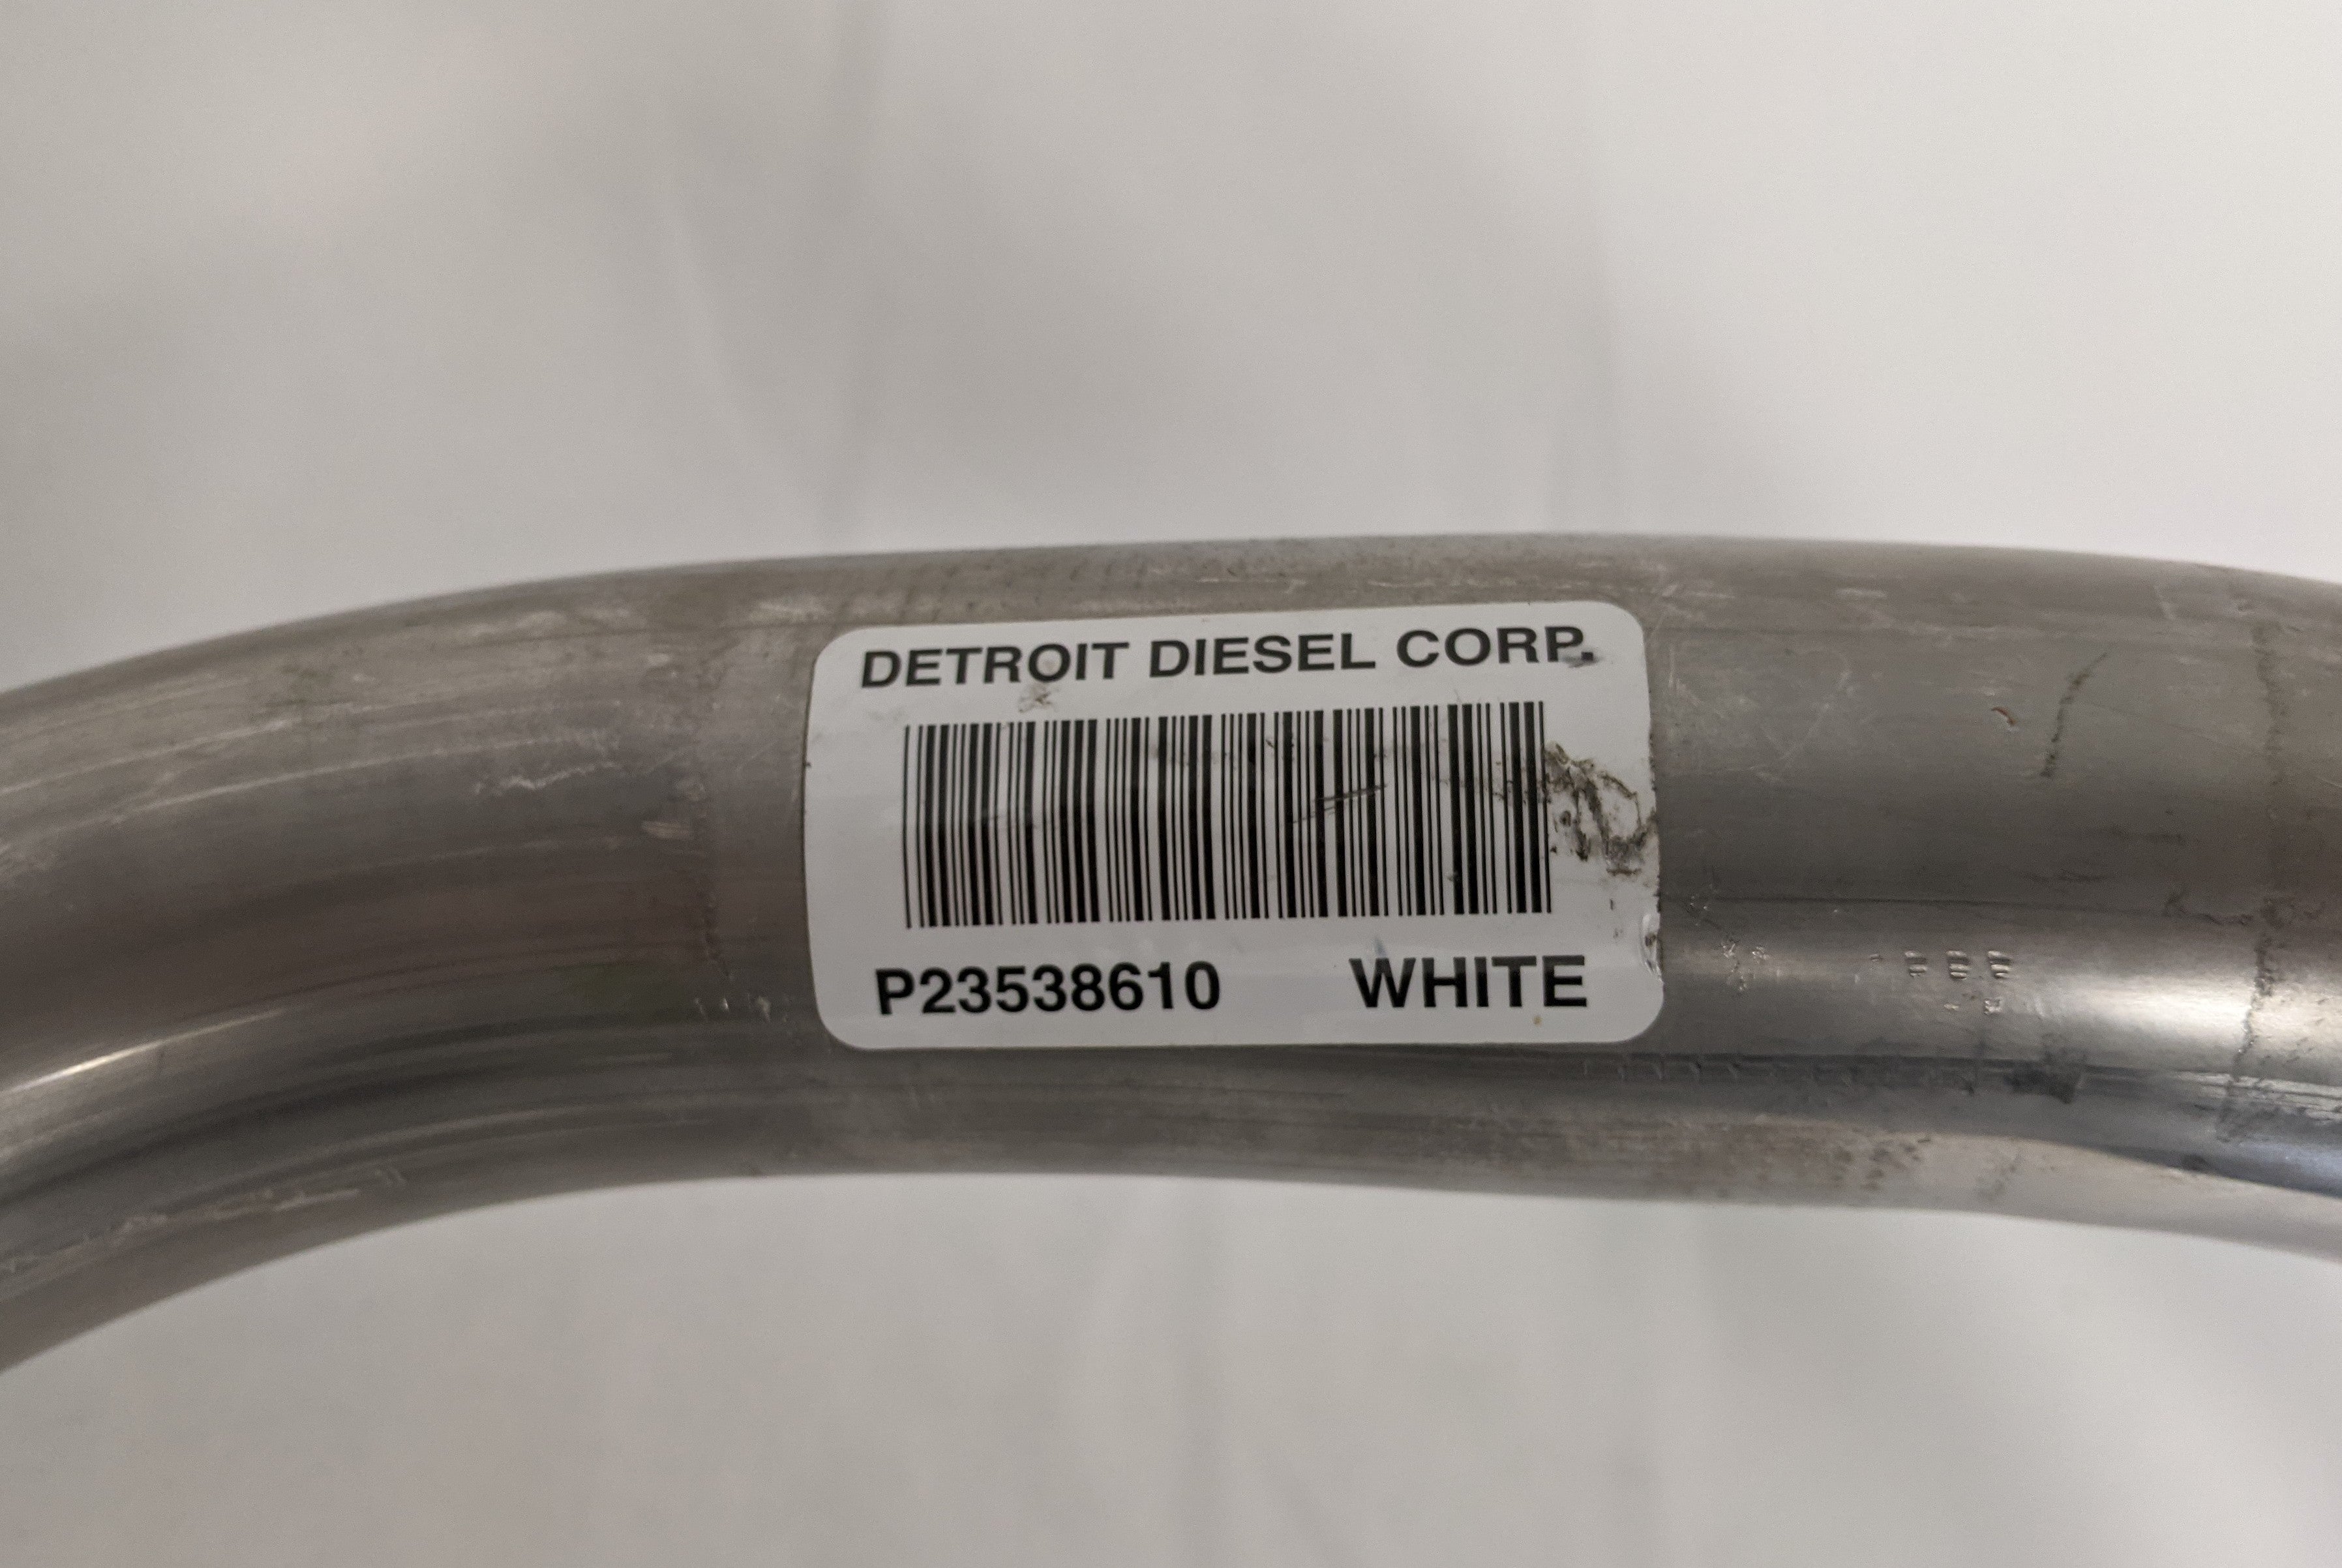 DETROIT DIESEL CORP.
P23538610 WHITE